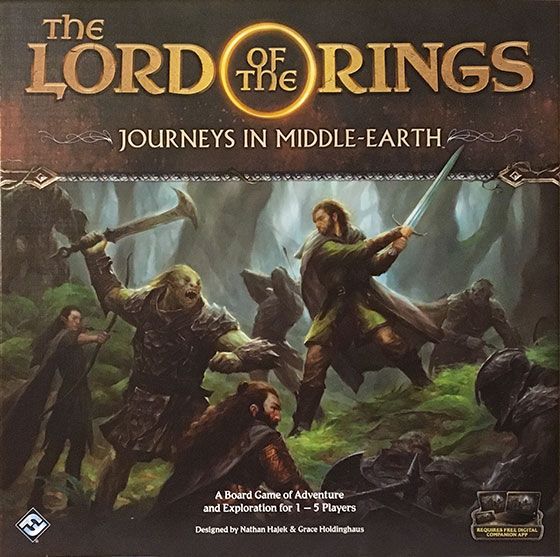 THE
LORD OF THE RINGS
JOURNEYS IN MIDDLE-EARTH
A Board Game of Adventure
and Exploration for 1 – 5 Players
Designed by Nathan Hajek & Grace Holdinghaus
REQUIRES FREE DIGITAL
COMPANION APP